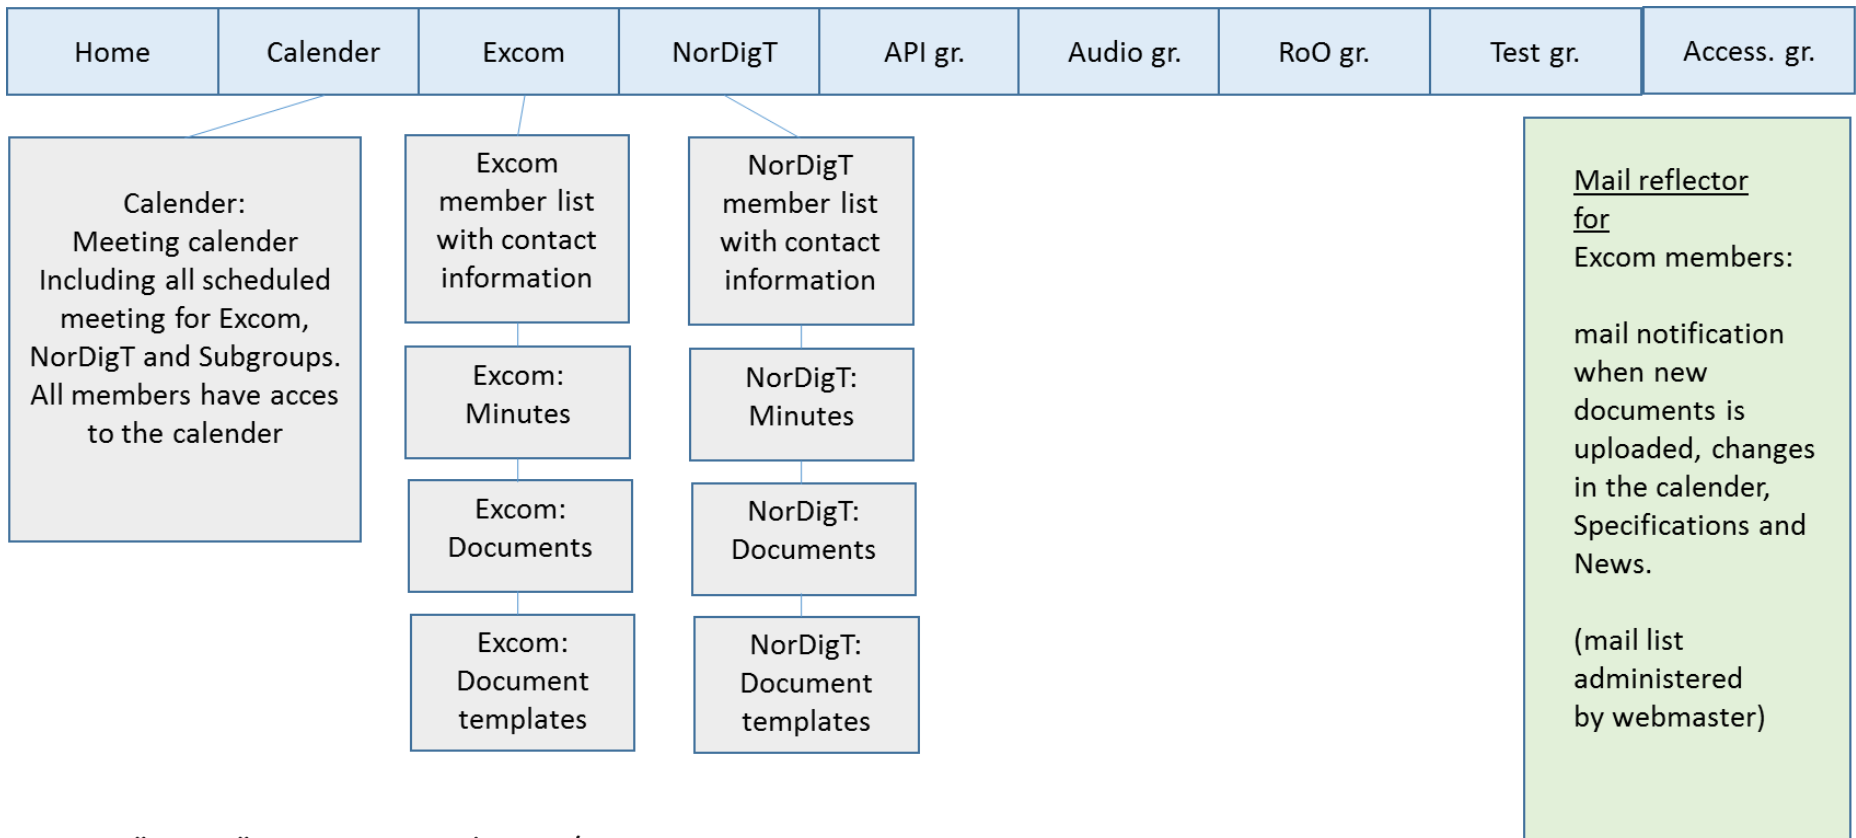 Home
Calender
Excom
NorDigT
API gr.
Audio gr.
RoO gr.
Test gr.
Access. gr.
Calender:
Meeting calender
Including all scheduled
meeting for Excom,
NorDigT and Subgroups.
All members have acces
to the calender
Excom
member list
with contact
information
Excom:
Minutes
Excom:
Documents
Excom:
Document
templates
NorDigT
member list
with contact
information
NorDigT:
Minutes
NorDigT:
Documents
NorDigT:
Document
templates
Mail reflector
for
Excom members:
mail notification
when new
documents is
uploaded, changes
in the calender,
Specifications and
News.
(mail list
administered
by webmaster)